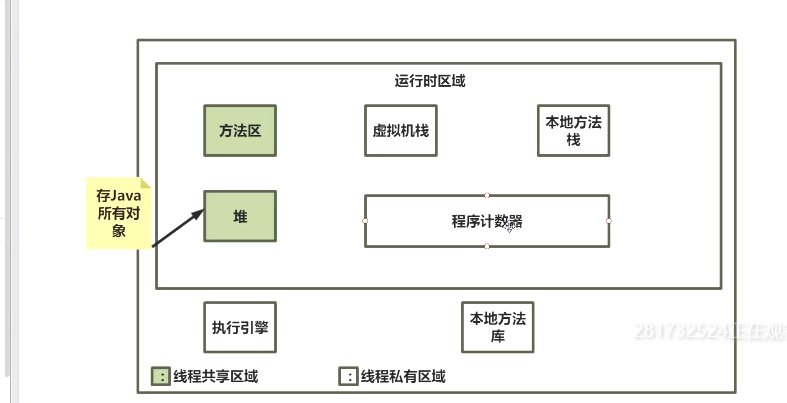 运行时区域
方法区
虚拟机栈
本地方法
栈
存Java
所有对
象
堆
程序计数器
执行引擎
本地方法
库
281732524正在观
：线程共享区域
：线程私有区域